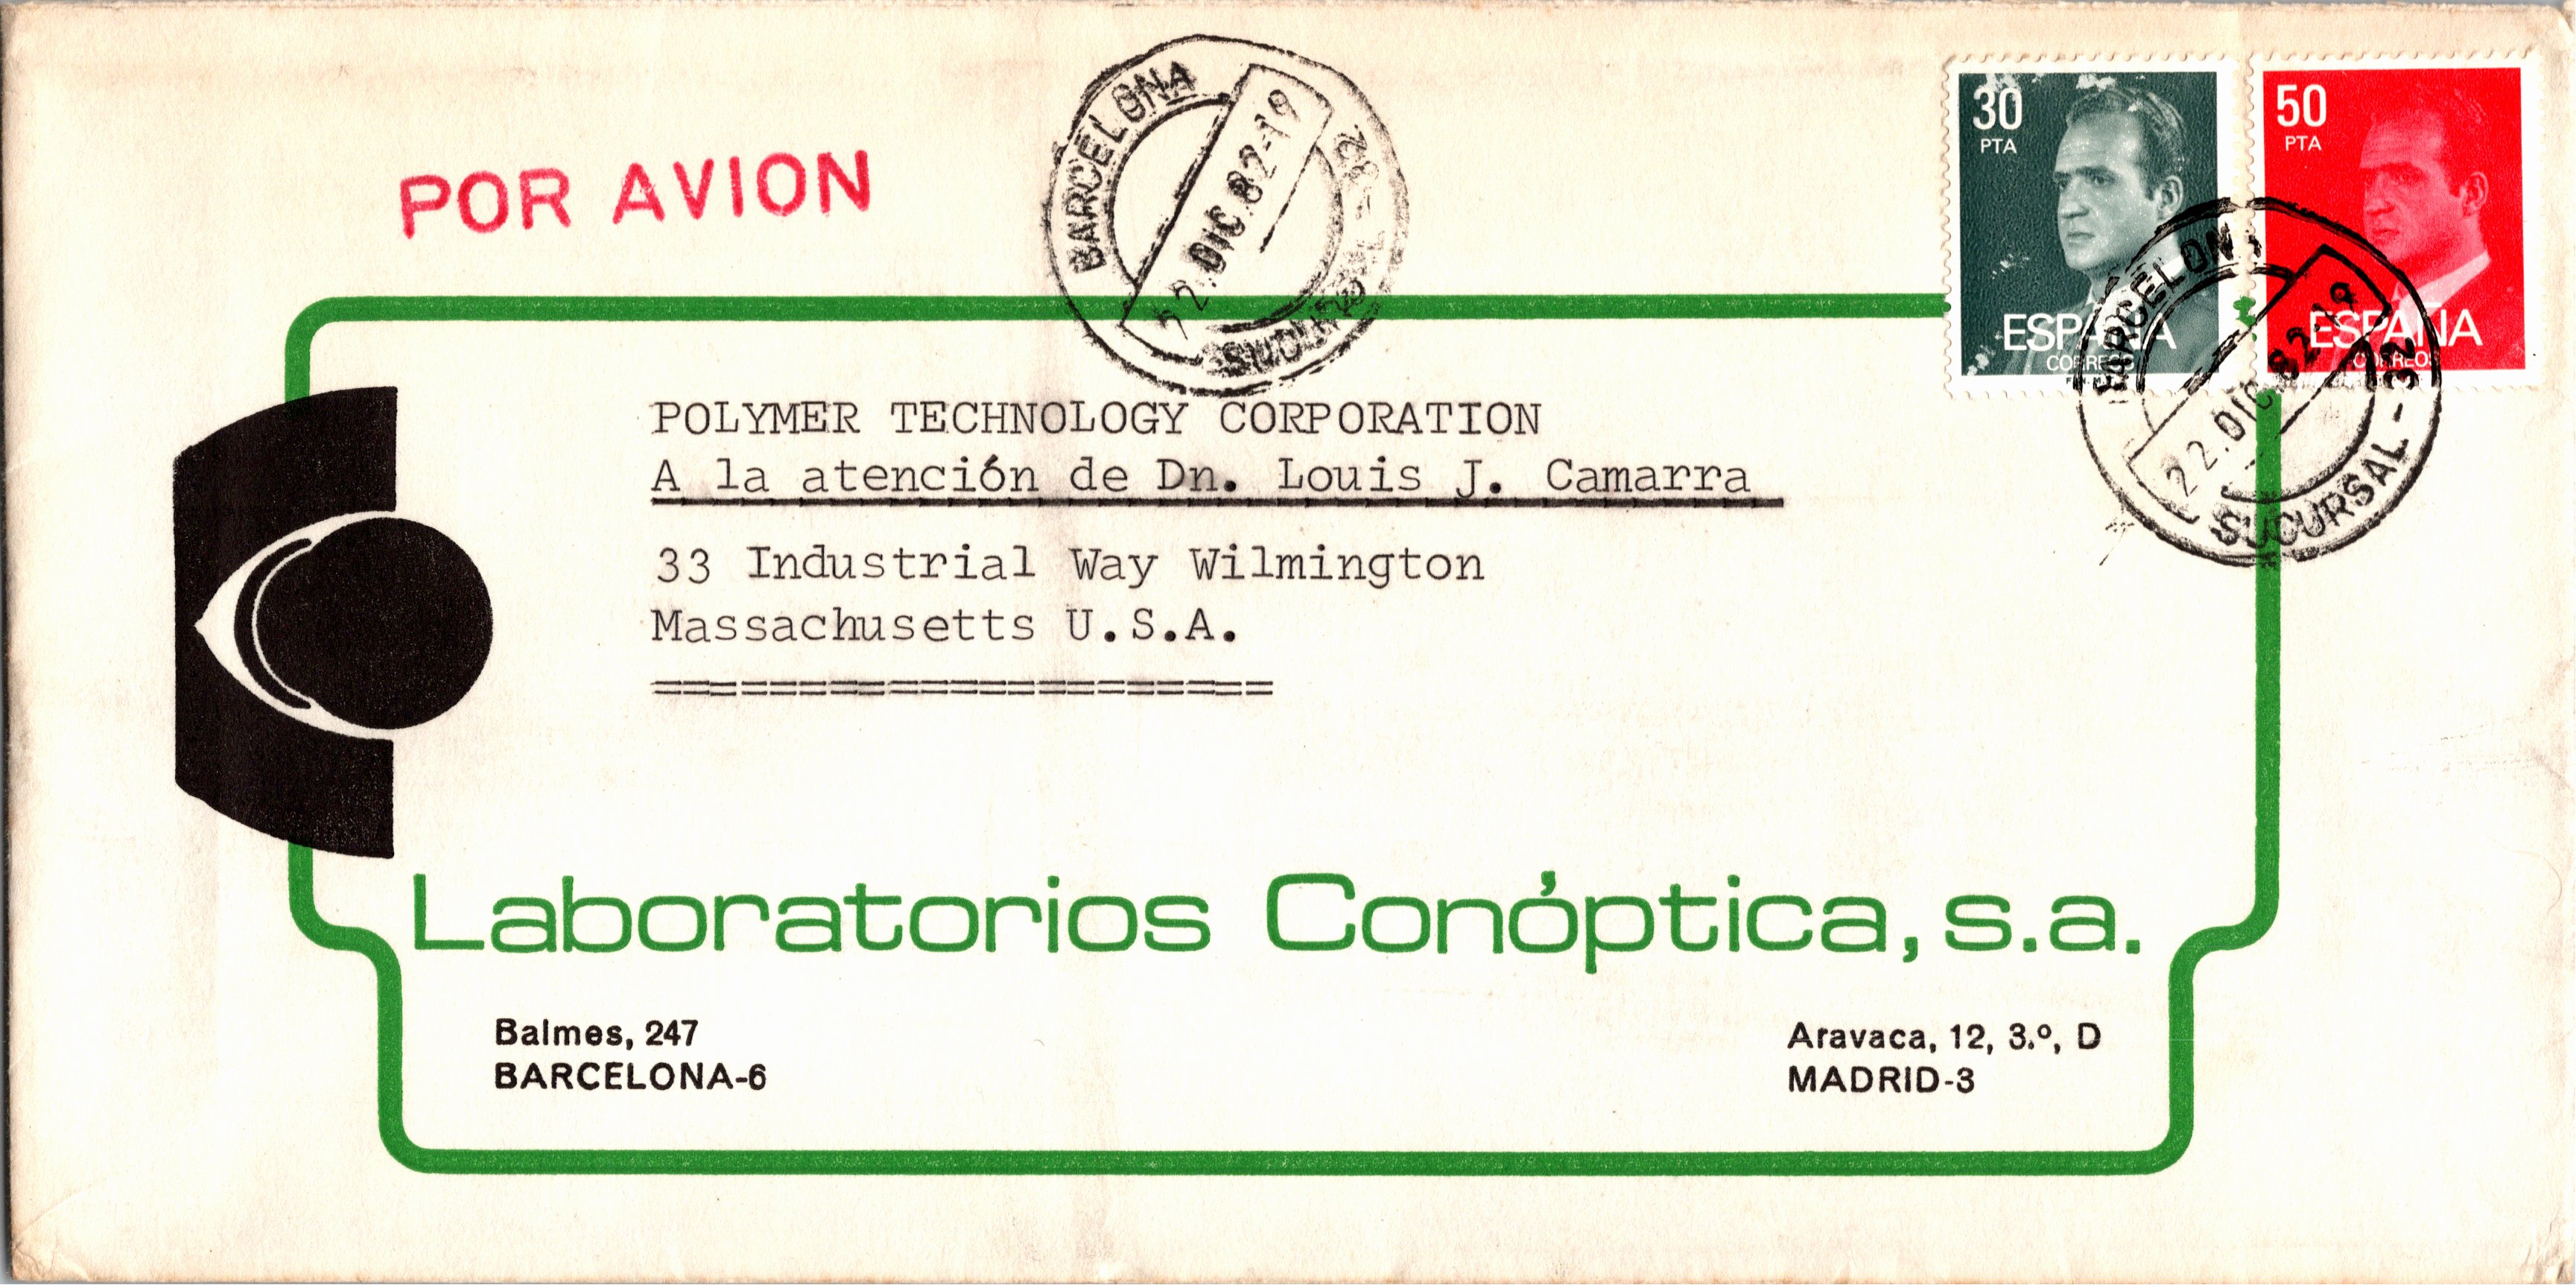 POR AVION
BARCELONA
22.DIC.82-19
SUCURSAL-32
30
PTA
ESPAÑA
CORREOS
50
PTA
ESPAÑA
CORREOS
BARCELONA
22.DIC.82-19
SUCURSAL-32
POLYMER TECHNOLOGY CORPORATION
A la atención de Dn. Louis J. Camarra
33 Industrial Way Wilmington
Massachusetts U.S.A.
=====================
Laboratorios Conóptica, s.a.
Balmes, 247
BARCELONA-6
Aravaca, 12, 3.º, D
MADRID-3